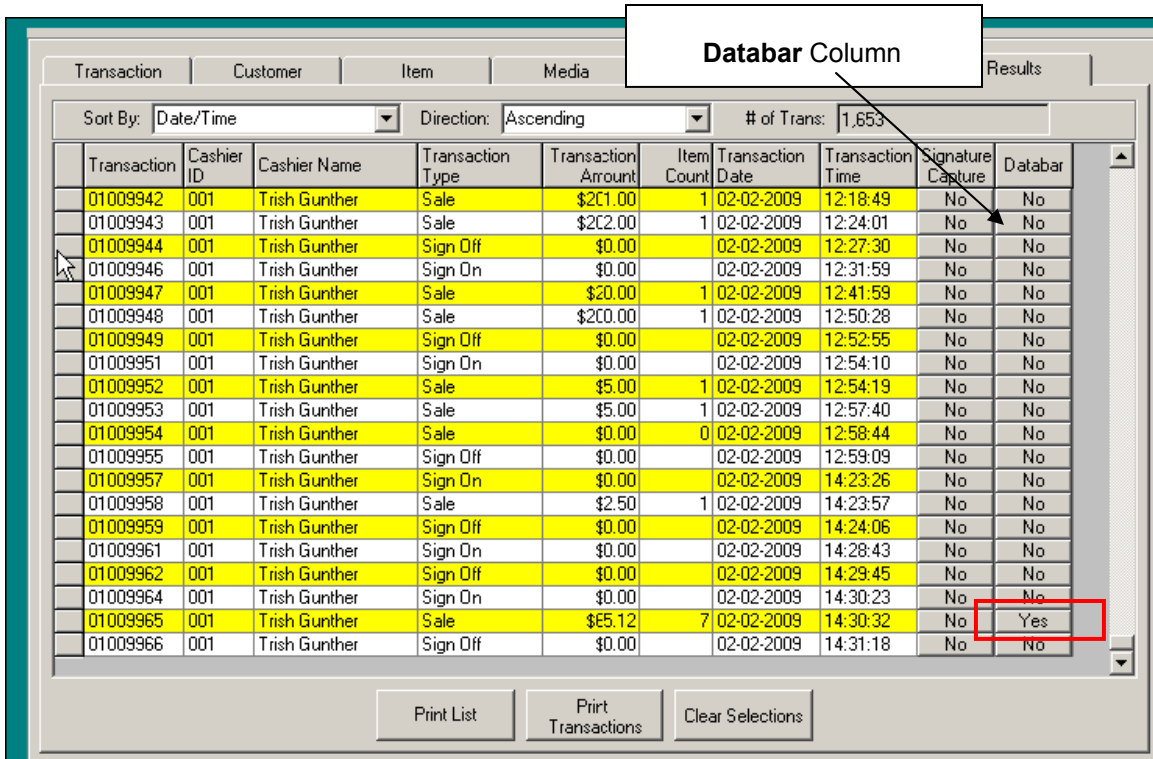 Databar Column
Transaction Customer Item Media Results
Sort By: Date/Time Direction: Ascending # of Trans: 1,653
Transaction Cashier ID Cashier Name Transaction Type Transaction Amount Item Count Transaction Date Transaction Time Signature Capture Databar
01009942 001 Trish Gunther Sale $201.00 1 02-02-2009 12:18:49 No No
01009943 001 Trish Gunther Sale $202.00 1 02-02-2009 12:24:01 No No
01009944 001 Trish Gunther Sign Off $0.00 02-02-2009 12:27:30 No No
01009946 001 Trish Gunther Sign On $0.00 02-02-2009 12:31:59 No No
01009947 001 Trish Gunther Sale $20.00 1 02-02-2009 12:41:59 No No
01009948 001 Trish Gunther Sale $200.00 1 02-02-2009 12:50:28 No No
01009949 001 Trish Gunther Sign Off $0.00 02-02-2009 12:52:55 No No
01009951 001 Trish Gunther Sign On $0.00 02-02-2009 12:54:10 No No
01009952 001 Trish Gunther Sale $5.00 1 02-02-2009 12:54:19 No No
01009953 001 Trish Gunther Sale $5.00 1 02-02-2009 12:57:40 No No
01009954 001 Trish Gunther Sale $0.00 0 02-02-2009 12:58:44 No No
01009955 001 Trish Gunther Sign Off $0.00 02-02-2009 12:59:09 No No
01009957 001 Trish Gunther Sign On $0.00 02-02-2009 14:23:26 No No
01009958 001 Trish Gunther Sale $2.50 1 02-02-2009 14:23:57 No No
01009959 001 Trish Gunther Sign Off $0.00 02-02-2009 14:24:06 No No
01009961 001 Trish Gunther Sign On $0.00 02-02-2009 14:28:43 No No
01009962 001 Trish Gunther Sign Off $0.00 02-02-2009 14:29:45 No No
01009964 001 Trish Gunther Sign On $0.00 02-02-2009 14:30:23 No No
01009965 001 Trish Gunther Sale 7 02-02-2009 14:30:32 No Yes
01009966 001 Trish Gunther Sign Off $0.00 02-02-2009 14:31:18 No No
Print List Print Transactions Clear Selections